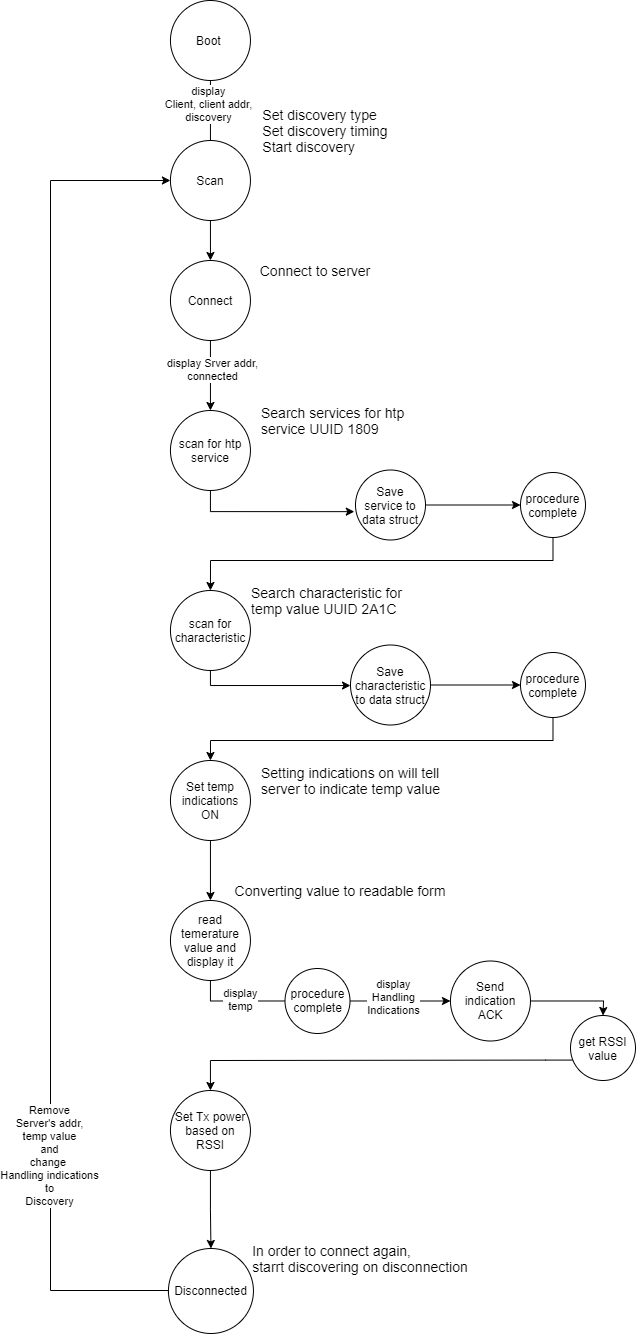 Boot
display
Client, client addr,
discovery
Set discovery type
Set discovery timing
Start discovery
Scan
Connect to server
Connect
display Srver addr,
connected
Search services for htp
service UUID 1809
scan for htp
service
Save
service to
data struct
procedure
complete
Search characteristic for
temp value UUID 2A1C
scan for
characteristic
Save
characteristic
to data struct
procedure
complete
Setting indications on will tell
server to indicate temp value
Set temp
indications
ON
Converting value to readable form
read
temerature
value and
display it
display
temp
procedure
complete
display
Handling
Indications
Send
indication
ACK
get RSSI
value
Set Tx power
based on
RSSI
Remove
Server's addr,
temp value
and
change
Handling indications
to
Discovery
In order to connect again,
starrt discovering on disconnection
Disconnected